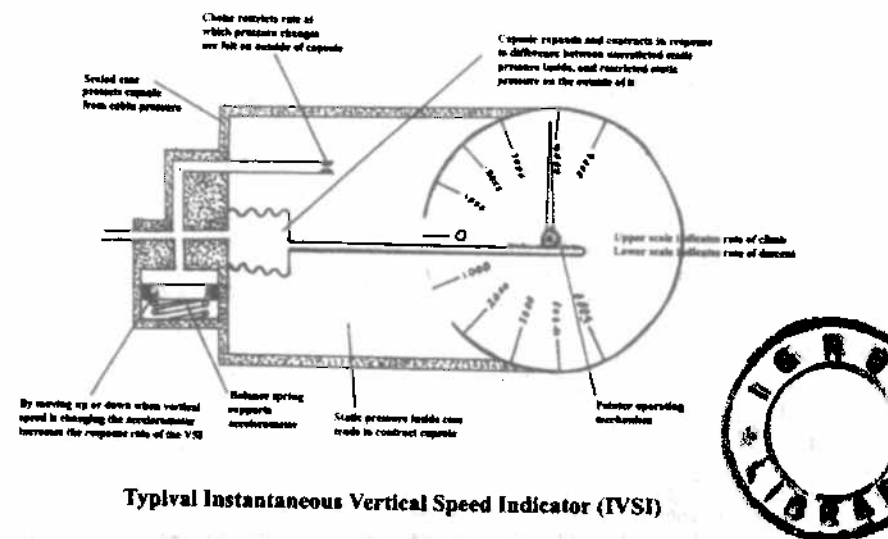 Choke restricts rate at
which pressure changes
are felt on outside of capsule
Capsule expands and contracts in response
to difference between unrestricted static
pressure inside, and restricted static
pressure on the outside of it
Sealed case
protects capsule
from cabin pressure
0
1000
2000
3000
Upper scale indicates rate of climb
Lower scale indicates rate of descent
By moving up or down when vertical
speed is changing the accelerometer
increases the response rate of the VSI
Balance spring
supports
accelerometer
Static pressure inside case
tends to contract capsule
Pointer operating
mechanism
Typival Instantaneous Vertical Speed Indicator (IVSI)